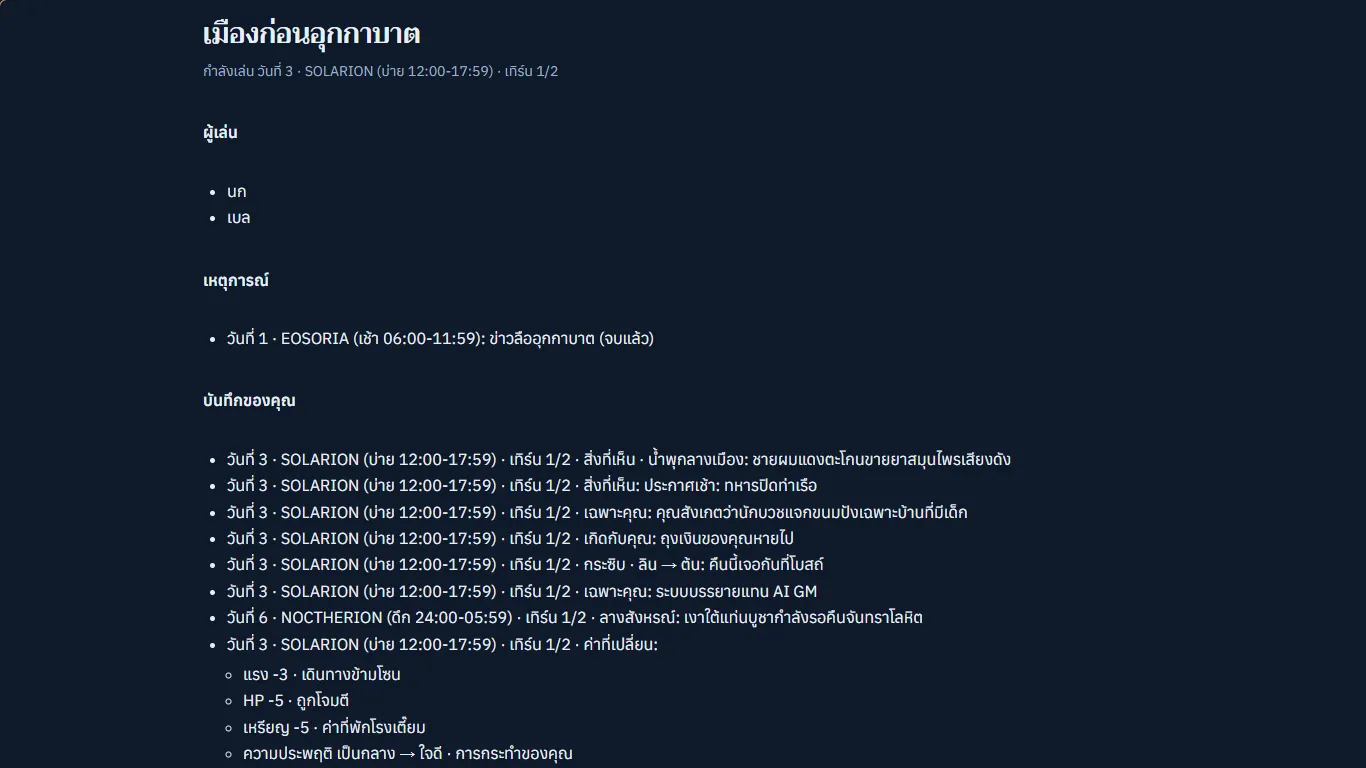 เมืองก่อนอุกกาบาต
กำลังเล่น วันที่ 3 · SOLARION (บ่าย 12:00-17:59) · เทิร์น 1/2
ผู้เล่น
นก
เบล
เหตุการณ์
วันที่ 1 · EOSORIA (เช้า 06:00-11:59): ข่าวลืออุกกาบาต (จบแล้ว)
บันทึกของคุณ
วันที่ 3 · SOLARION (บ่าย 12:00-17:59) · เทิร์น 1/2 · สิ่งที่เห็น · น้ำพุกลางเมือง: ชายผมแดงตะโกนขายยาสมุนไพรเสียงดัง
วันที่ 3 · SOLARION (บ่าย 12:00-17:59) · เทิร์น 1/2 · สิ่งที่เห็น: ประกาศเช้า: ทหารปิดท่าเรือ
วันที่ 3 · SOLARION (บ่าย 12:00-17:59) · เทิร์น 1/2 · เฉพาะคุณ: คุณสังเกตว่านักบวชแจกขนมปังเฉพาะบ้านที่มีเด็ก
วันที่ 3 · SOLARION (บ่าย 12:00-17:59) · เทิร์น 1/2 · เกิดกับคุณ: ถุงเงินของคุณหายไป
วันที่ 3 · SOLARION (บ่าย 12:00-17:59) · เทิร์น 1/2 · กระซิบ · ลิน → ต้น: คืนนี้เจอกันที่โบสถ์
วันที่ 3 · SOLARION (บ่าย 12:00-17:59) · เทิร์น 1/2 · เฉพาะคุณ: ระบบบรรยายแทน AI GM
วันที่ 6 · NOCTHERION (ดึก 24:00-05:59) · เทิร์น 1/2 · ลางสังหรณ์: เงาใต้แท่นบูชากำลังรอคืนจันทราโลหิต
วันที่ 3 · SOLARION (บ่าย 12:00-17:59) · เทิร์น 1/2 · ค่าที่เปลี่ยน:
แรง -3 · เดินทางข้ามโซน
HP -5 · ถูกโจมตี
เหรียญ -5 · ค่าที่พักโรงเตี๊ยม
ความประพฤติ เป็นกลาง → ใจดี · การกระทำของคุณ